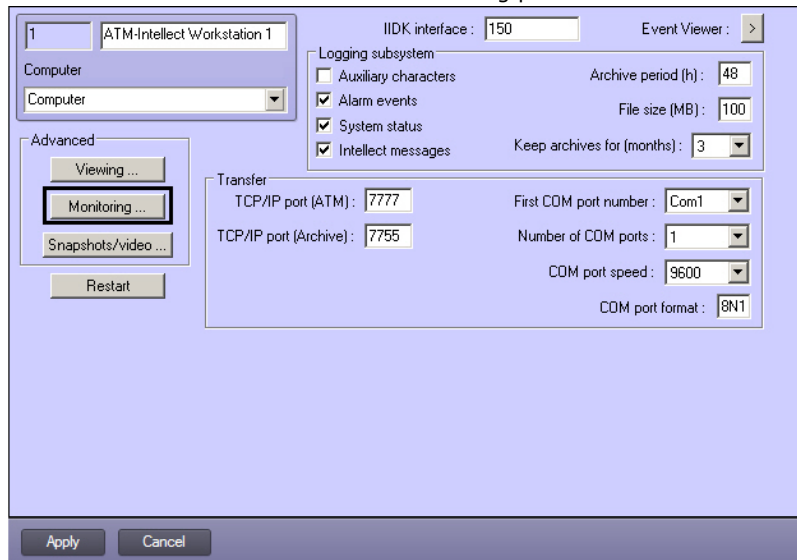 1 ATM-Intellect Workstation 1
Computer
Computer
IIDK interface : 150
Event Viewer : >
Logging subsystem
Auxiliary characters
Alarm events
System status
Intellect messages
Archive period (h) : 48
File size (MB) : 100
Keep archives for (months) : 3
Advanced
Viewing ...
Monitoring ...
Snapshots/video ...
Restart
Transfer
TCP/IP port (ATM) : 7777
TCP/IP port (Archive) : 7755
First COM port number : Com1
Number of COM ports : 1
COM port speed : 9600
COM port format : 8N1
Apply Cancel